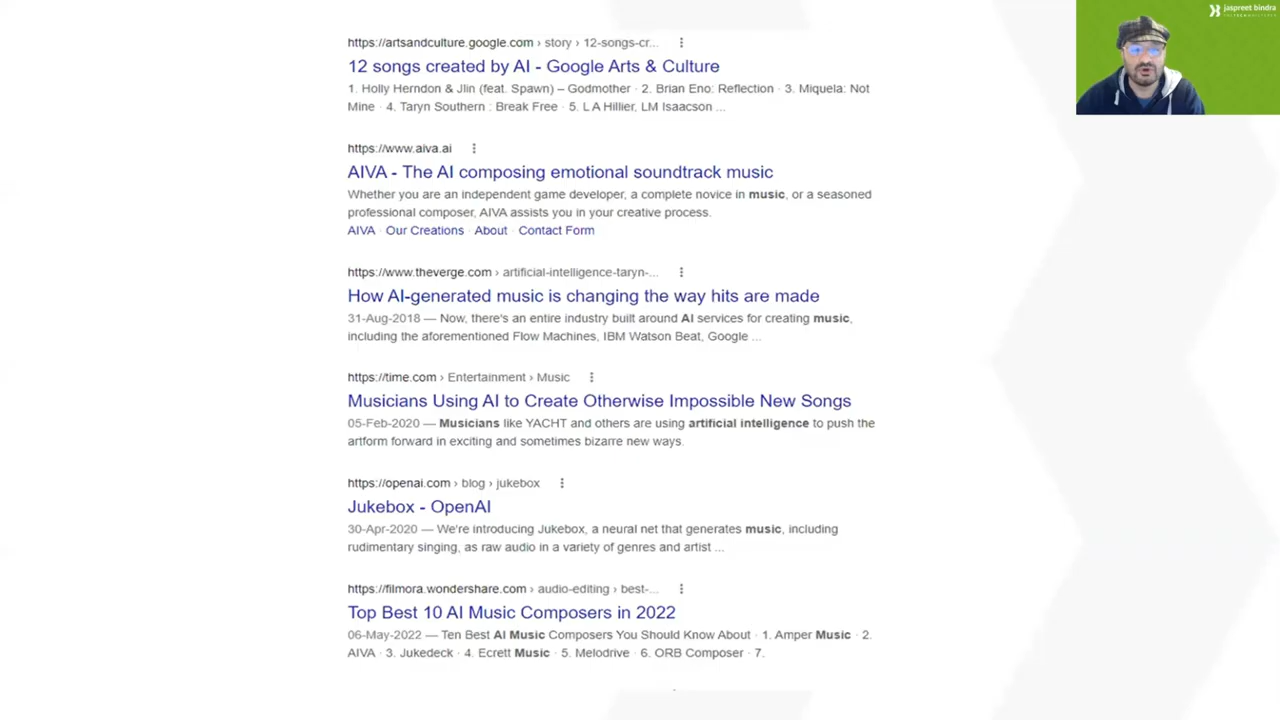 jaspreet bindra
https://artsandculture.google.com › story › 12-songs-cr...
12 songs created by AI - Google Arts & Culture
1. Holly Herndon & Jlin (feat. Spawn) – Godmother · 2. Brian Eno: Reflection · 3. Miquela: Not
Mine · 4. Taryn Southern : Break Free · 5. L A Hillier, LM Isaacson ...
https://www.aiva.ai
AIVA - The AI composing emotional soundtrack music
Whether you are an independent game developer, a complete novice in music, or a seasoned
professional composer, AIVA assists you in your creative process.
AIVA · Our Creations · About · Contact Form
https://www.theverge.com › artificial-intelligence-taryn-...
How AI-generated music is changing the way hits are made
31-Aug-2018 — Now, there's an entire industry built around AI services for creating music,
including the aforementioned Flow Machines, IBM Watson Beat, Google ...
https://time.com › Entertainment › Music
Musicians Using AI to Create Otherwise Impossible New Songs
05-Feb-2020 — Musicians like YACHT and others are using artificial intelligence to push the
artform forward in exciting and sometimes bizarre new ways.
https://openai.com › blog › jukebox
Jukebox - OpenAI
30-Apr-2020 — We're introducing Jukebox, a neural net that generates music, including
rudimentary singing, as raw audio in a variety of genres and artist ...
https://filmora.wondershare.com › audio-editing › best-...
Top Best 10 AI Music Composers in 2022
06-May-2022 — Ten Best AI Music Composers You Should Know About · 1. Amper Music · 2.
AIVA · 3. Jukedeck · 4. Ecrett Music · 5. Melodrive · 6. ORB Composer · 7.